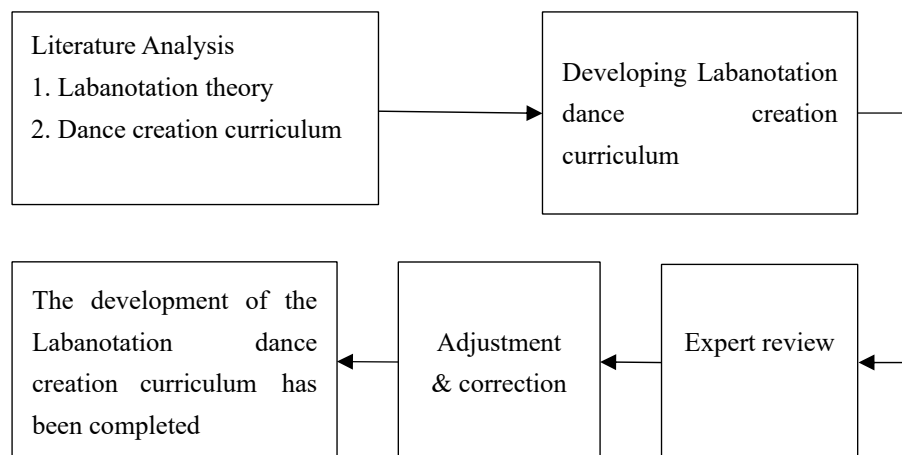 Literature Analysis
1. Labanotation theory
2. Dance creation curriculum
Developing Labanotation
dance creation
curriculum
Expert review
Adjustment
& correction
The development of the
Labanotation dance
creation curriculum has
been completed